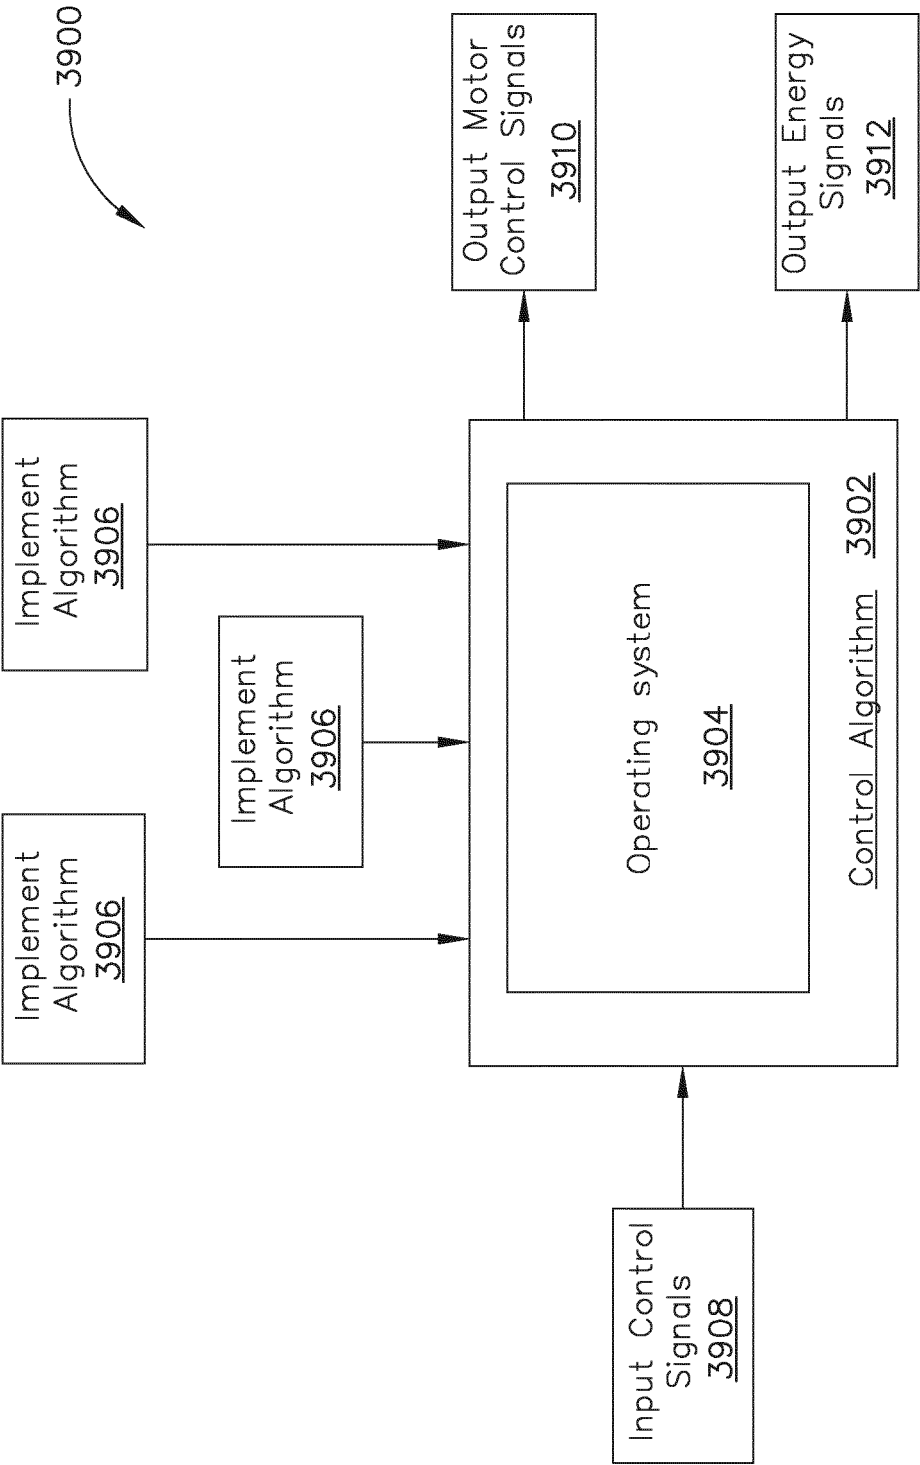 3900
Implement
Algorithm
3906
Implement
Algorithm
3906
Implement
Algorithm
3906
Input Control
Signals
3908
Operating system
3904
Control Algorithm 3902
Output Motor
Control Signals
3910
Output Energy
Signals
3912